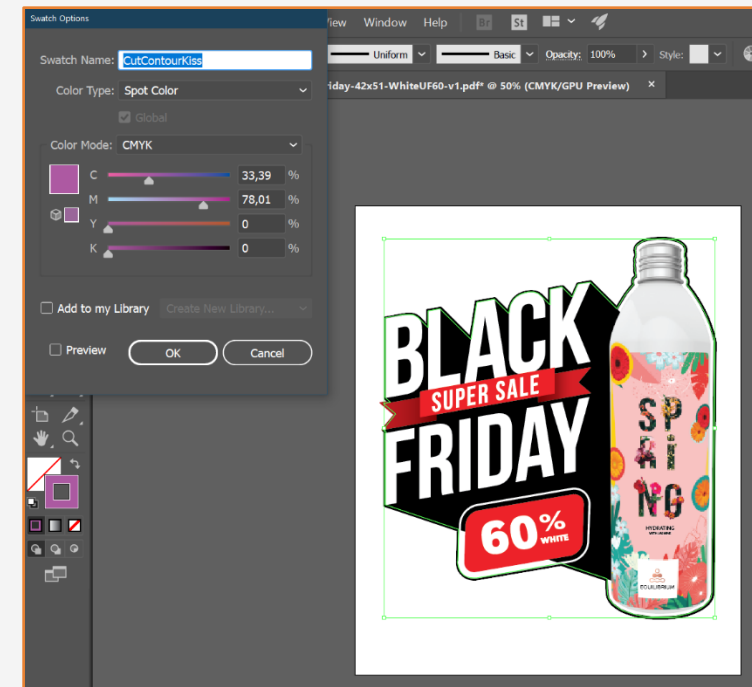 Swatch Options
View Window Help Br St
Swatch Name: CutContourKiss
Uniform Basic Opacity: 100% Style:
Color Type: Spot Color
riday-42x51-WhiteUF60-v1.pdf* @ 50% (CMYK/GPU Preview) ×
Global
Color Mode: CMYK
C 33,39 %
M 78,01 %
Y 0 %
K 0 %
Add to my Library Create New Library...
Preview OK Cancel
BLACK
SUPER SALE
FRIDAY
60%
WHITE
SP
RI
NG
HYDRATING
EQUILIBRIUM